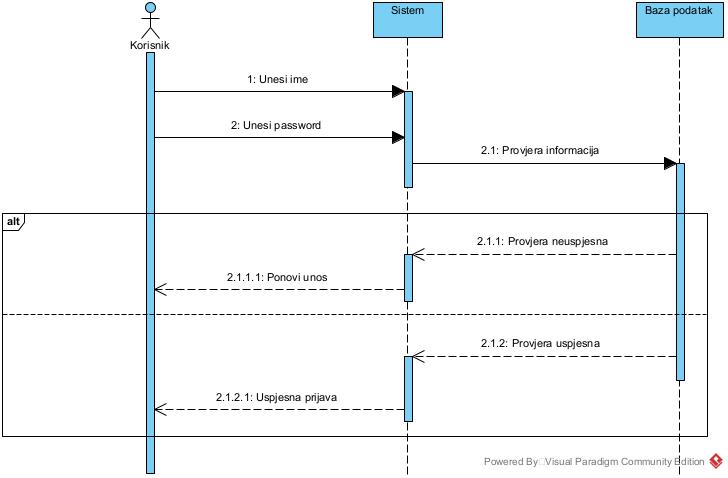 Sistem
Baza podatak
Korisnik
1: Unesi ime
2: Unesi password
2.1: Provjera informacija
alt
2.1.1: Provjera neuspjesna
2.1.1.1: Ponovi unos
2.1.2: Provjera uspjesna
2.1.2.1: Uspjesna prijava
Powered By Visual Paradigm Community Edition